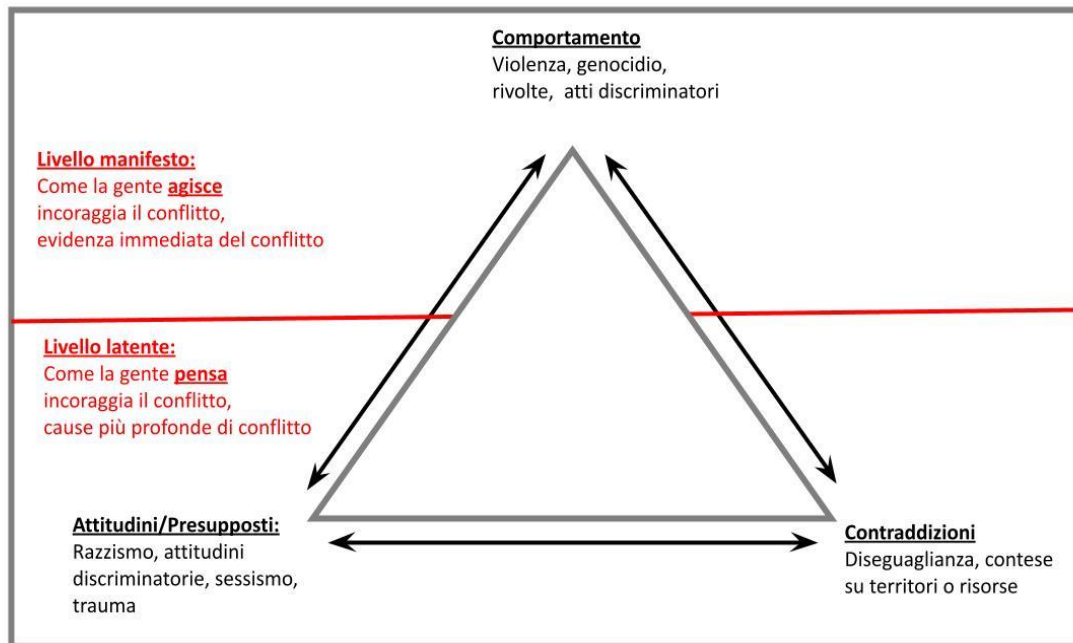 Comportamento
Violenza, genocidio,
rivolte, atti discriminatori
Livello manifesto:
Come la gente agisce
incoraggia il conflitto,
evidenza immediata del conflitto
Livello latente:
Come la gente pensa
incoraggia il conflitto,
cause più profonde di conflitto
Attitudini/Presupposti:
Razzismo, attitudini
discriminatorie, sessismo,
trauma
Contraddizioni
Diseguaglianza, contese
su territori o risorse